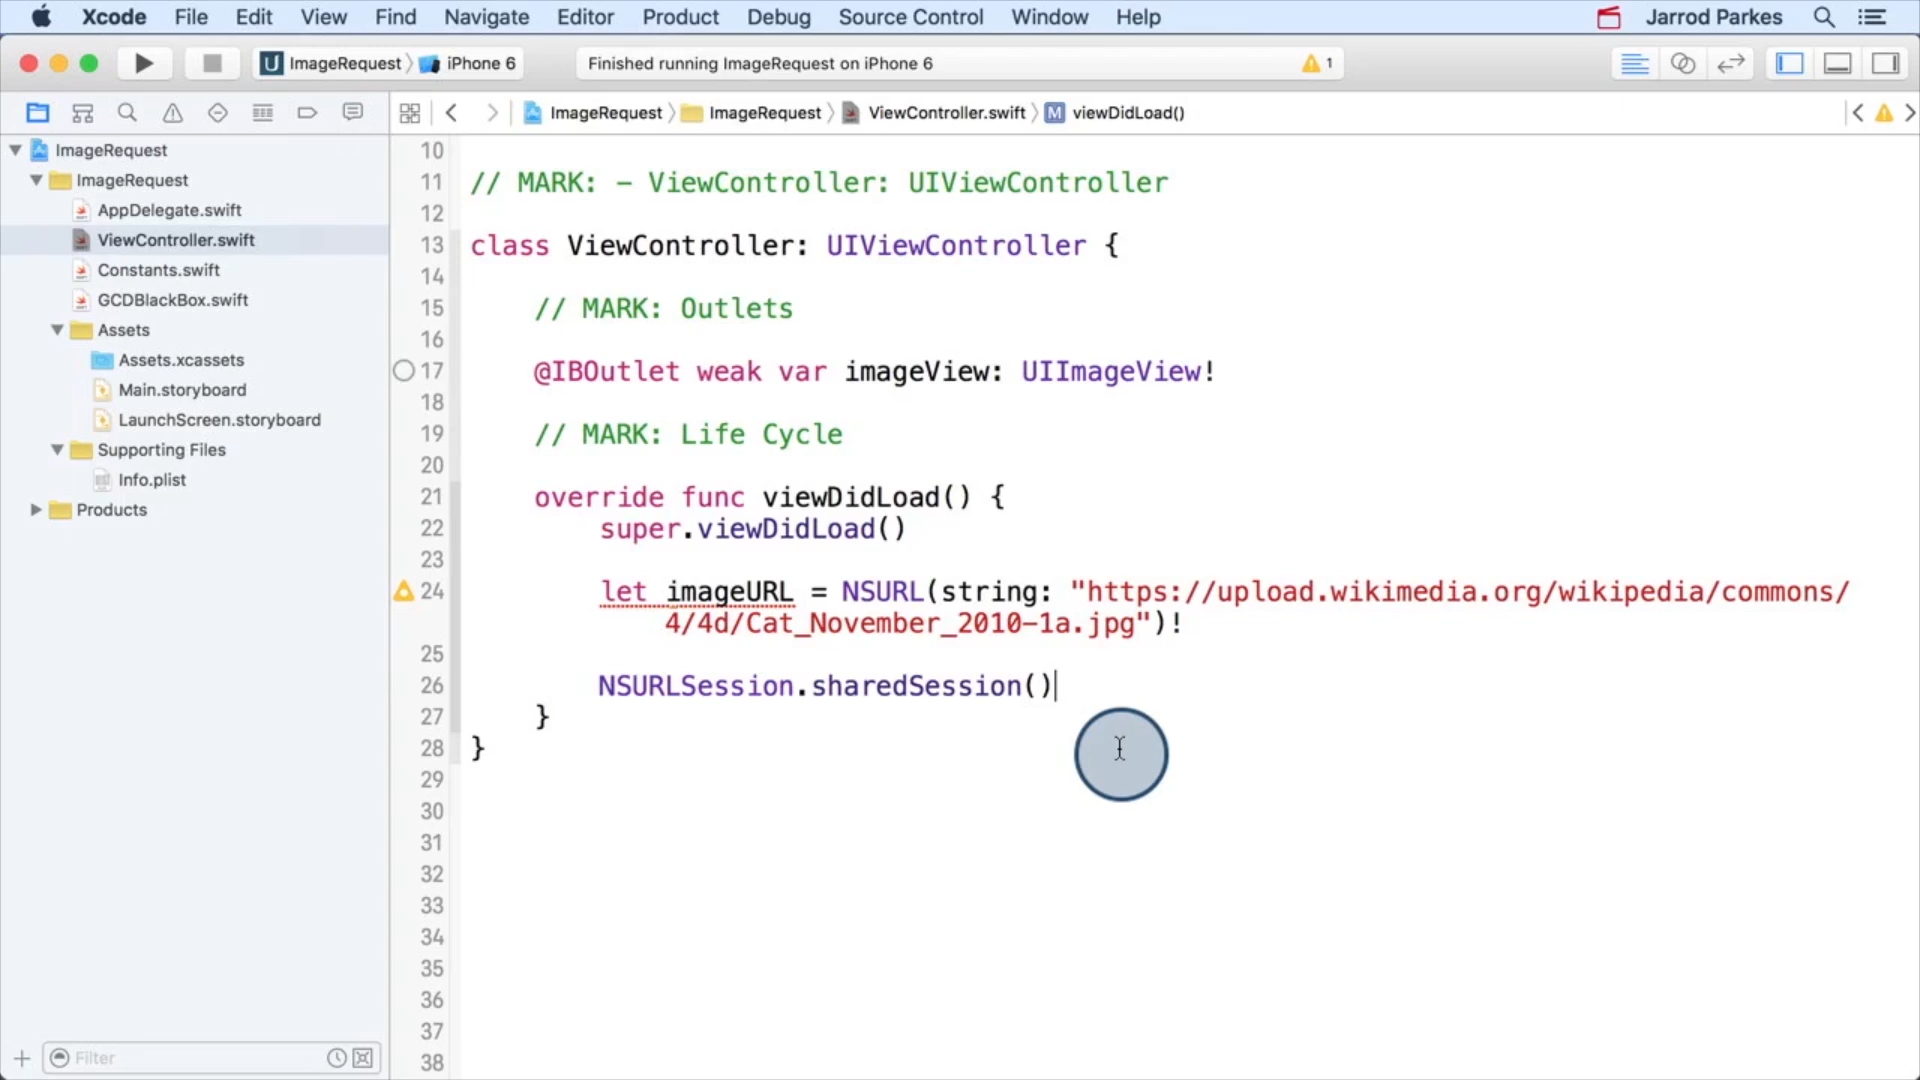 Xcode File Edit View Find Navigate Editor Product Debug Source Control Window Help Jarrod Parkes
ImageRequest iPhone 6 Finished running ImageRequest on iPhone 6 1
ImageRequest ImageRequest ViewController.swift M viewDidLoad()
ImageRequest
ImageRequest
AppDelegate.swift
ViewController.swift
Constants.swift
GCDBlackBox.swift
Assets
Assets.xcassets
Main.storyboard
LaunchScreen.storyboard
Supporting Files
Info.plist
Products
Filter
10
11 // MARK: - ViewController: UIViewController
12
13 class ViewController: UIViewController {
14
15 // MARK: Outlets
16
17 @IBOutlet weak var imageView: UIImageView!
18
19 // MARK: Life Cycle
20
21 override func viewDidLoad() {
22 super.viewDidLoad()
23
24 let imageURL = NSURL(string: "https://upload.wikimedia.org/wikipedia/commons/
4/4d/Cat_November_2010-1a.jpg")!
25
26 NSURLSession.sharedSession()
27 }
28 }
29
30
31
32
33
34
35
36
37
38